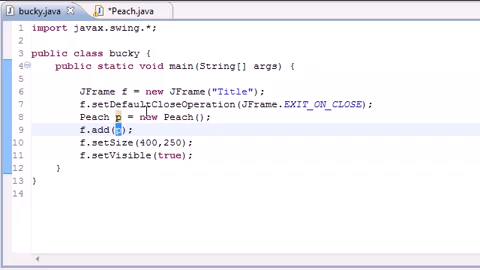 bucky.java *Peach.java
1 import javax.swing.*;
2
3 public class bucky {
4 public static void main(String[] args) {
5
6 JFrame f = new JFrame("Title");
7 f.setDefaultCloseOperation(JFrame.EXIT_ON_CLOSE);
8 Peach p = new Peach();
9 f.add(p);
10 f.setSize(400,250);
11 f.setVisible(true);
12 }
13 }
14